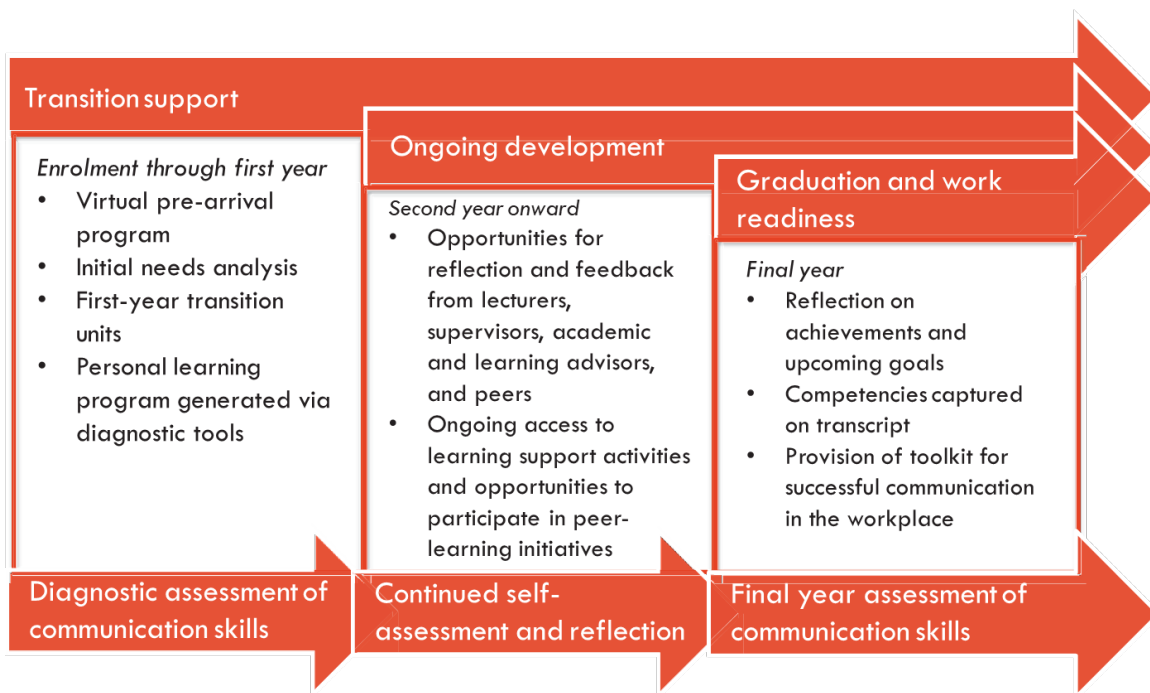 Transition support
Enrolment through first year
• Virtual pre-arrival
program
• Initial needs analysis
• First-year transition
units
• Personal learning
program generated via
diagnostic tools
Diagnostic assessment of
communication skills
Ongoing development
Second year onward
• Opportunities for
reflection and feedback
from lecturers,
supervisors, academic
and learning advisors,
and peers
• Ongoing access to
learning support activities
and opportunities to
participate in peer-
learning initiatives
Continued self-
assessment and reflection
Graduation and work
readiness
Final year
• Reflection on
achievements and
upcoming goals
• Competencies captured
on transcript
• Provision of toolkit for
successful communication
in the workplace
Final year assessment of
communication skills